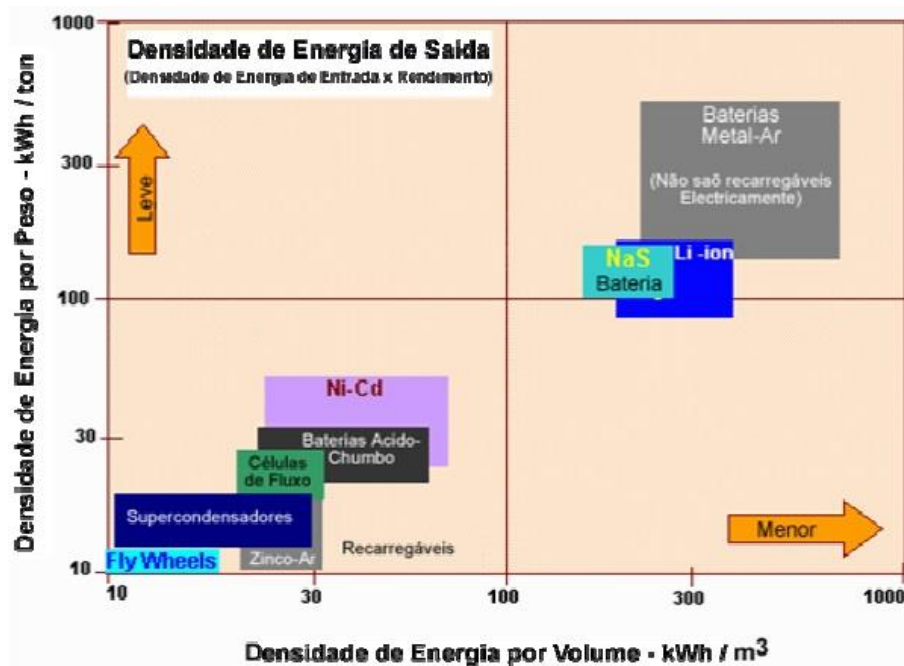 1000
Densidade de Energia de Saída
(Densidade de Energia de Entrada x Rendimento)
Densidade de Energia por Peso - kWh / ton
Leve
300
100
30
10
Baterias
Metal-Ar
(Não saõ recarregáveis
Electricamente)
NaS
Bateria
Li -ion
Ni-Cd
Baterias Acido-
Chumbo
Células
de Fluxo
Supercondensadores
Fly Wheels
Zinco-Ar
Recarregáveis
Menor
10
30
100
300
1000
Densidade de Energia por Volume - kWh / m³